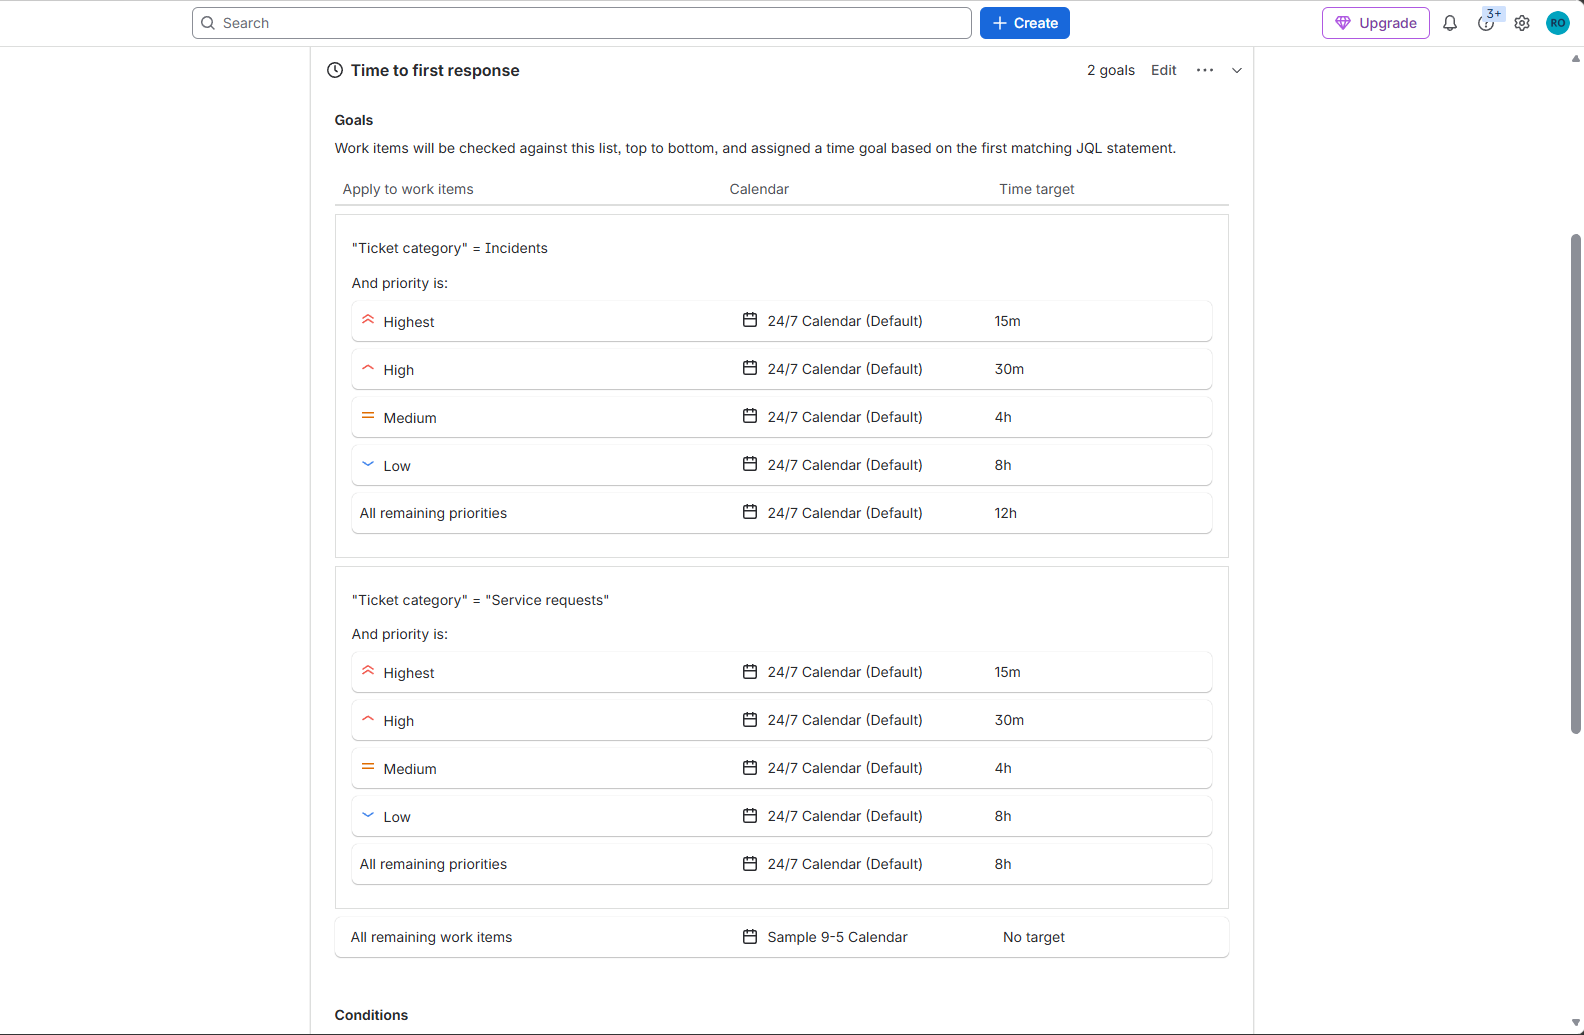 Search
Create
Upgrade
3+
RO
Time to first response
2 goals
Edit
Goals
Work items will be checked against this list, top to bottom, and assigned a time goal based on the first matching JQL statement.
Apply to work items Calendar Time target
"Ticket category" = Incidents
And priority is:
Highest 24/7 Calendar (Default) 15m
High 24/7 Calendar (Default) 30m
Medium 24/7 Calendar (Default) 4h
Low 24/7 Calendar (Default) 8h
All remaining priorities 24/7 Calendar (Default) 12h
"Ticket category" = "Service requests"
And priority is:
Highest 24/7 Calendar (Default) 15m
High 24/7 Calendar (Default) 30m
Medium 24/7 Calendar (Default) 4h
Low 24/7 Calendar (Default) 8h
All remaining priorities 24/7 Calendar (Default) 8h
All remaining work items Sample 9-5 Calendar No target
Conditions